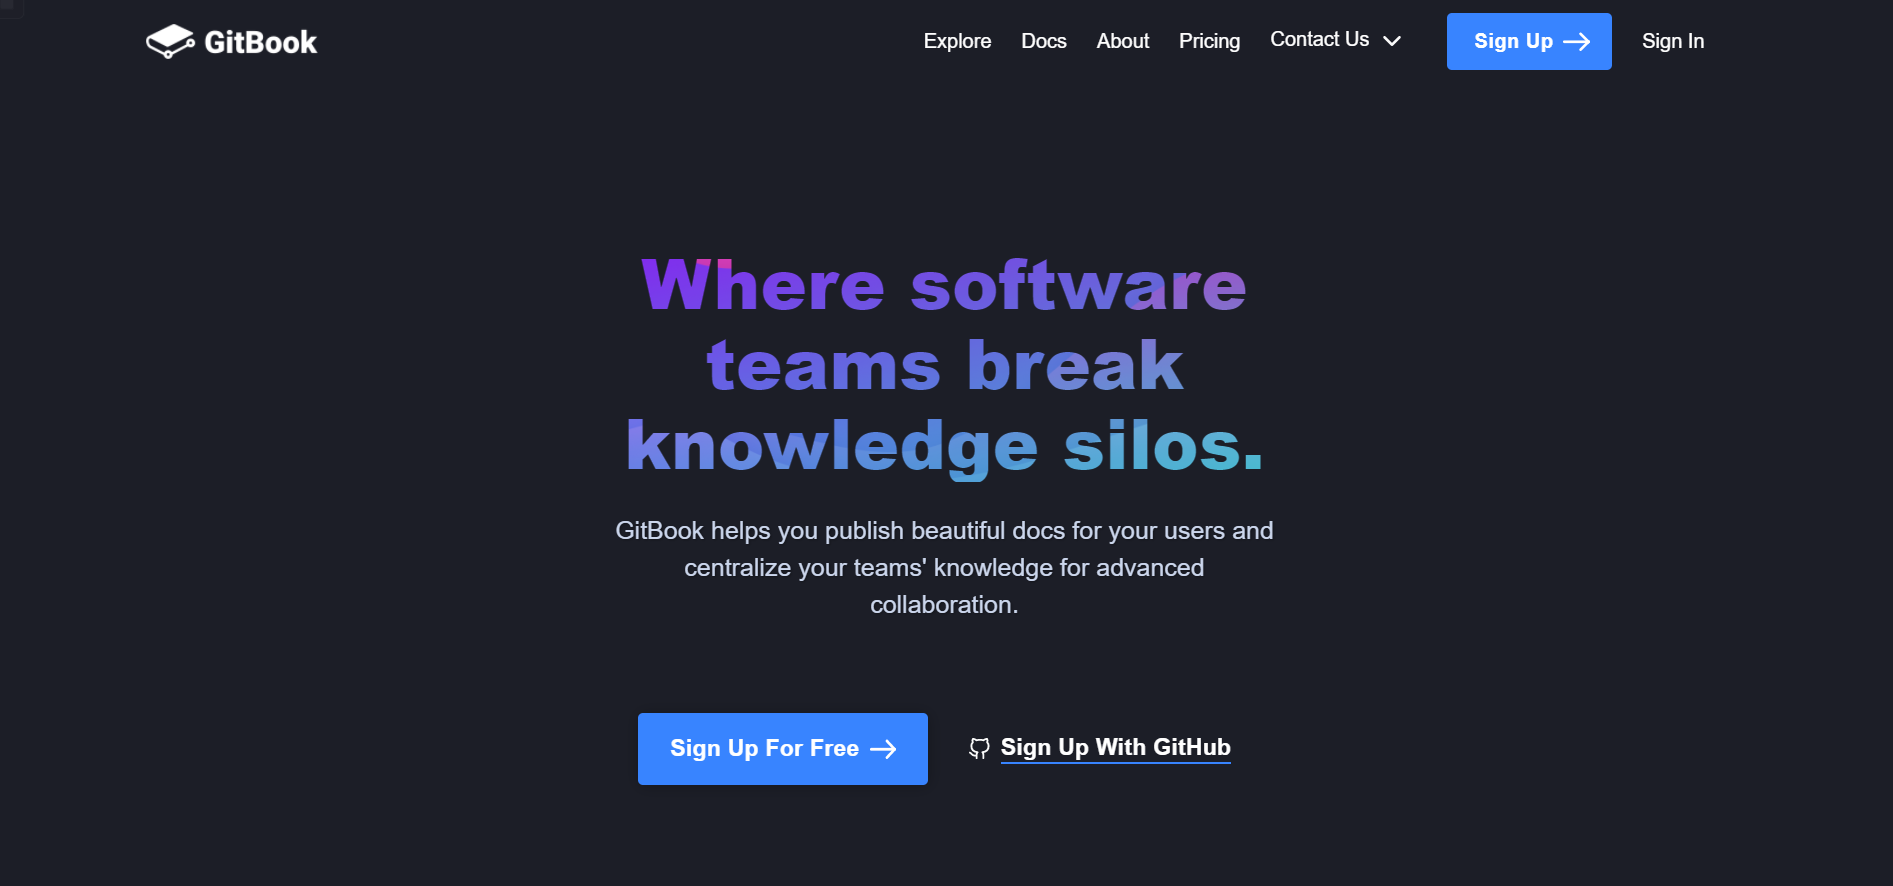 GitBook
Explore Docs About Pricing Contact Us Sign Up Sign In
Where software
teams break
knowledge silos.
GitBook helps you publish beautiful docs for your users and
centralize your teams' knowledge for advanced
collaboration.
Sign Up For Free Sign Up With GitHub